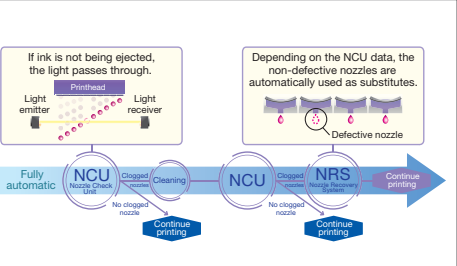 If ink is not being ejected,
the light passes through.
Printhead
Light
emitter
Light
receiver
Depending on the NCU data, the
non-defective nozzles are
automatically used as substitutes.
Defective nozzle
Fully
automatic
NCU
Nozzle Check
Unit
Clogged
nozzles
Cleaning
No clogged
nozzle
Continue
printing
NCU
Clogged
nozzles
NRS
Nozzle Recovery
System
Continue
printing
No clogged
nozzle
Continue
printing